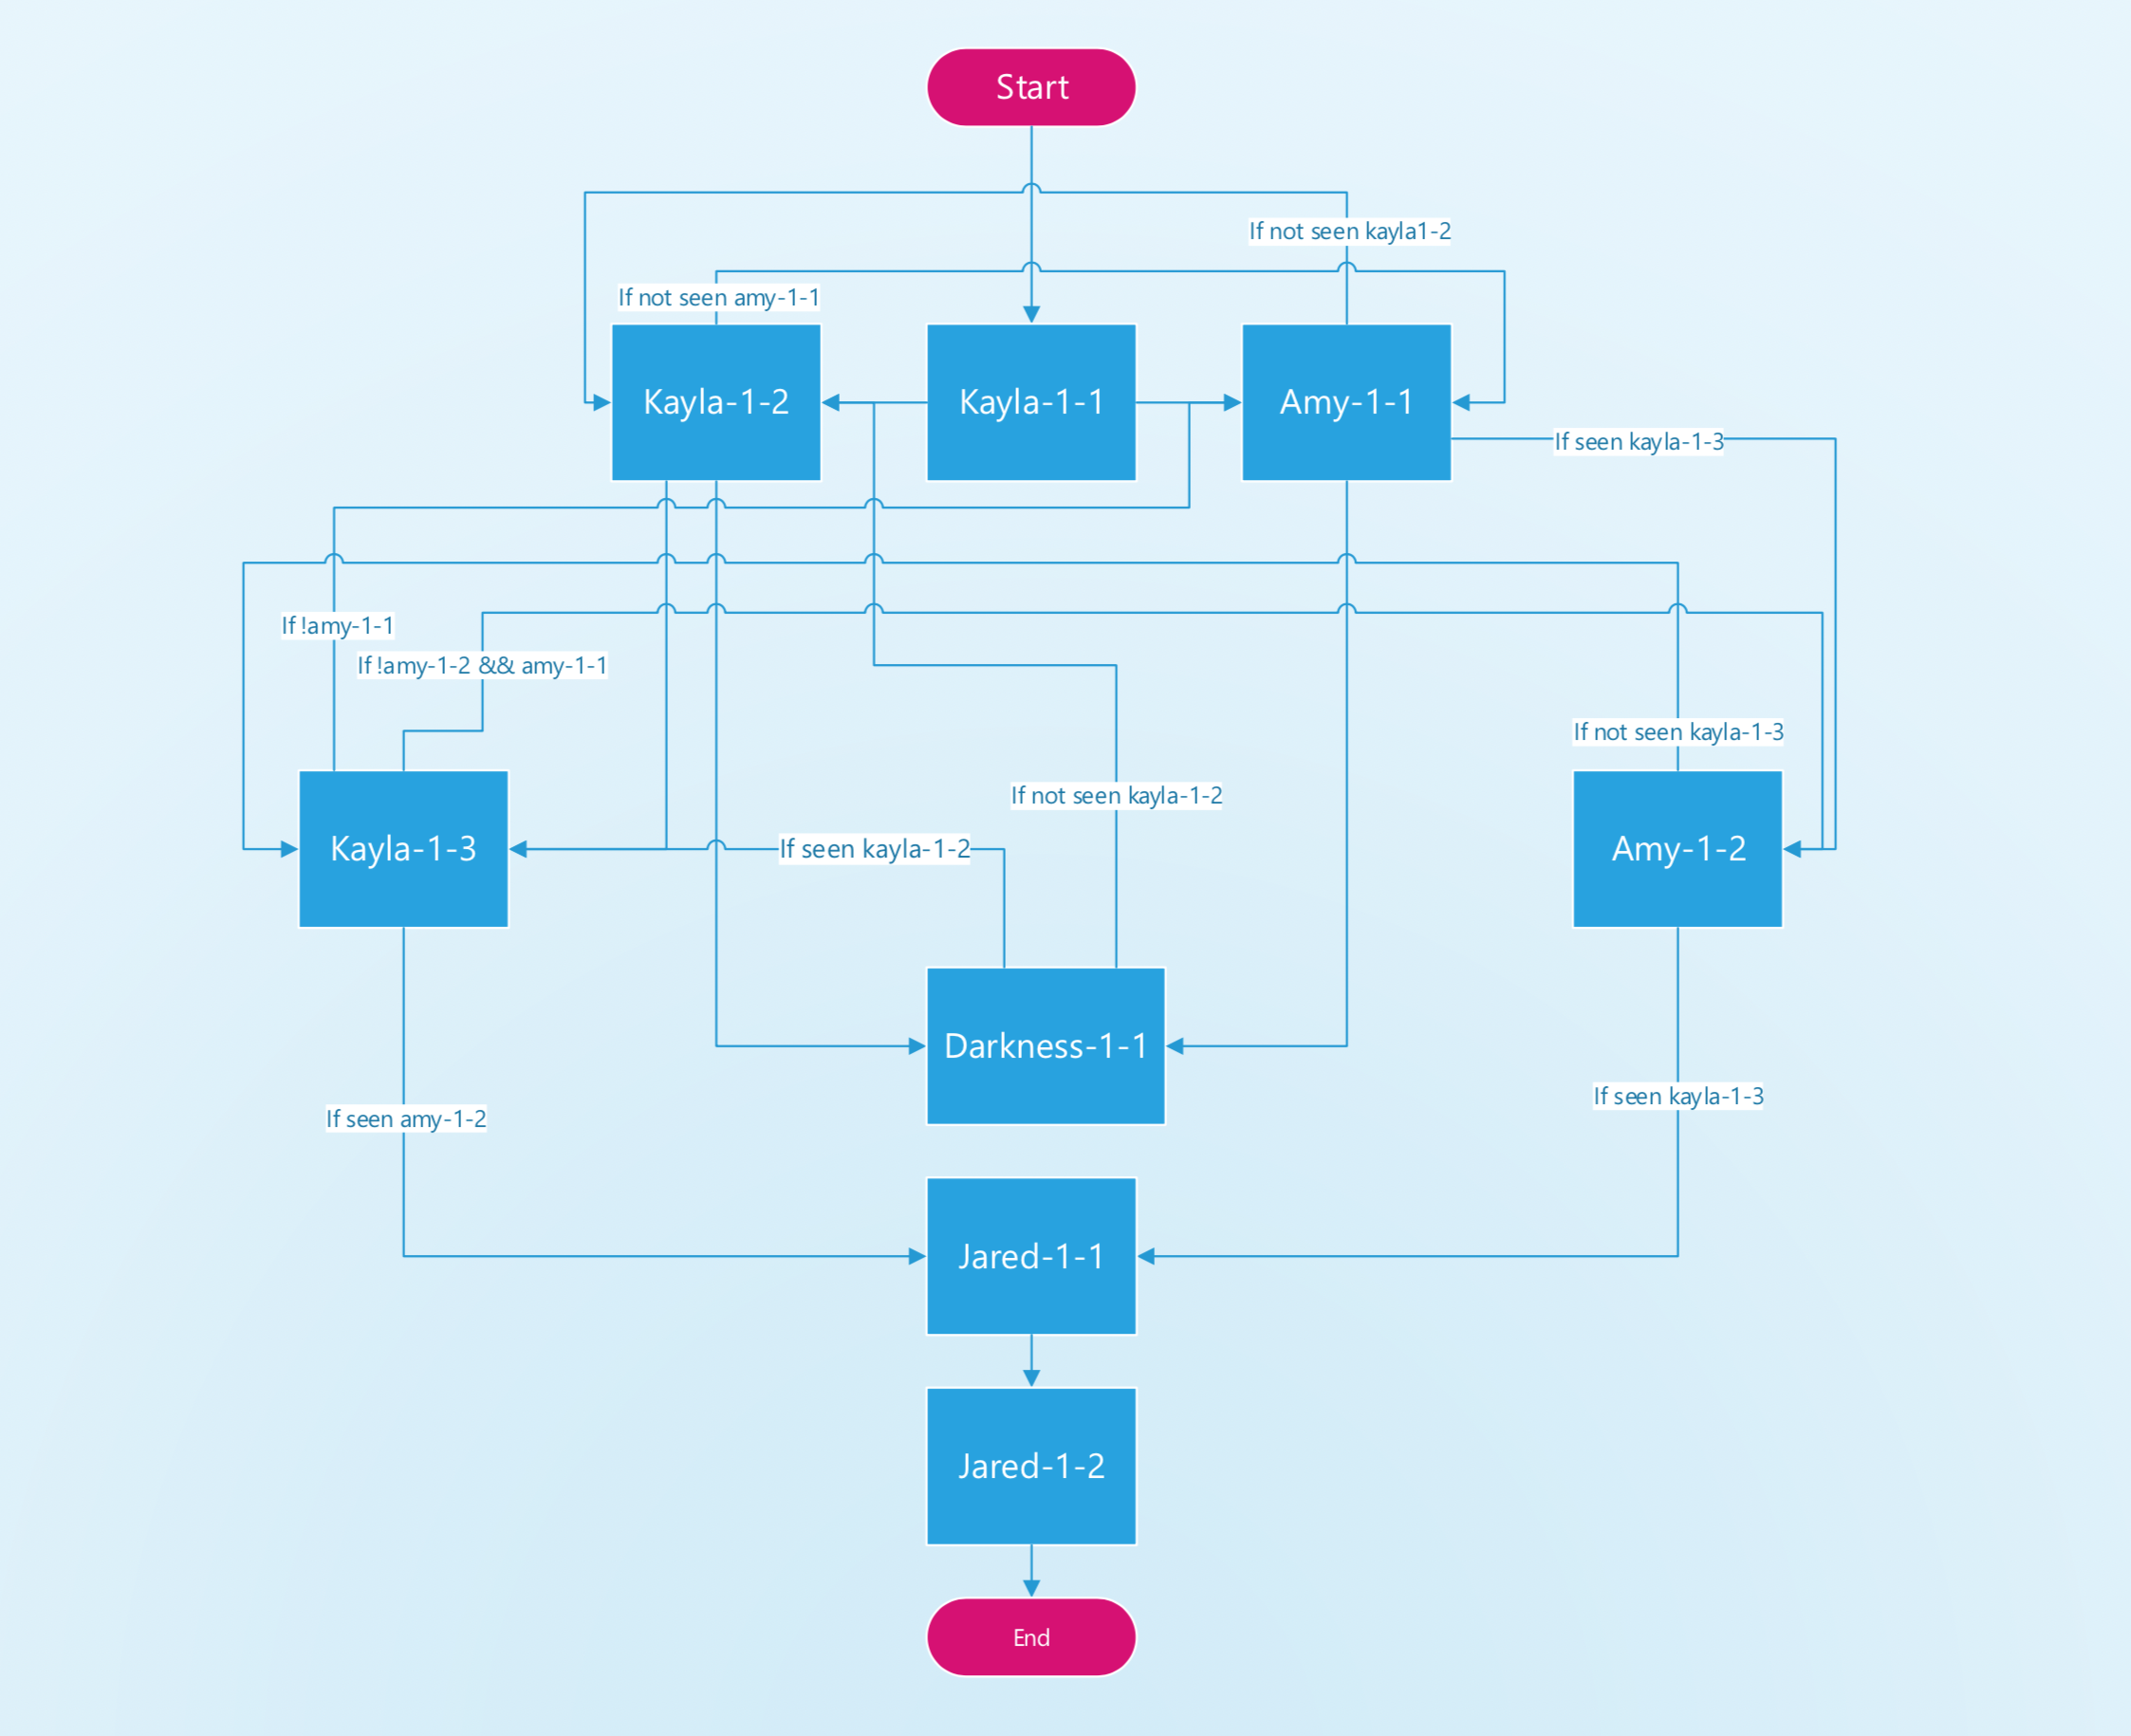 Start
If not seen kayla1-2
If not seen amy-1-1
Kayla-1-2
Kayla-1-1
Amy-1-1
If seen kayla-1-3
If !amy-1-1
If !amy-1-2 && amy-1-1
If not seen kayla-1-3
If not seen kayla-1-2
Kayla-1-3
If seen kayla-1-2
Amy-1-2
Darkness-1-1
If seen kayla-1-3
If seen amy-1-2
Jared-1-1
Jared-1-2
End